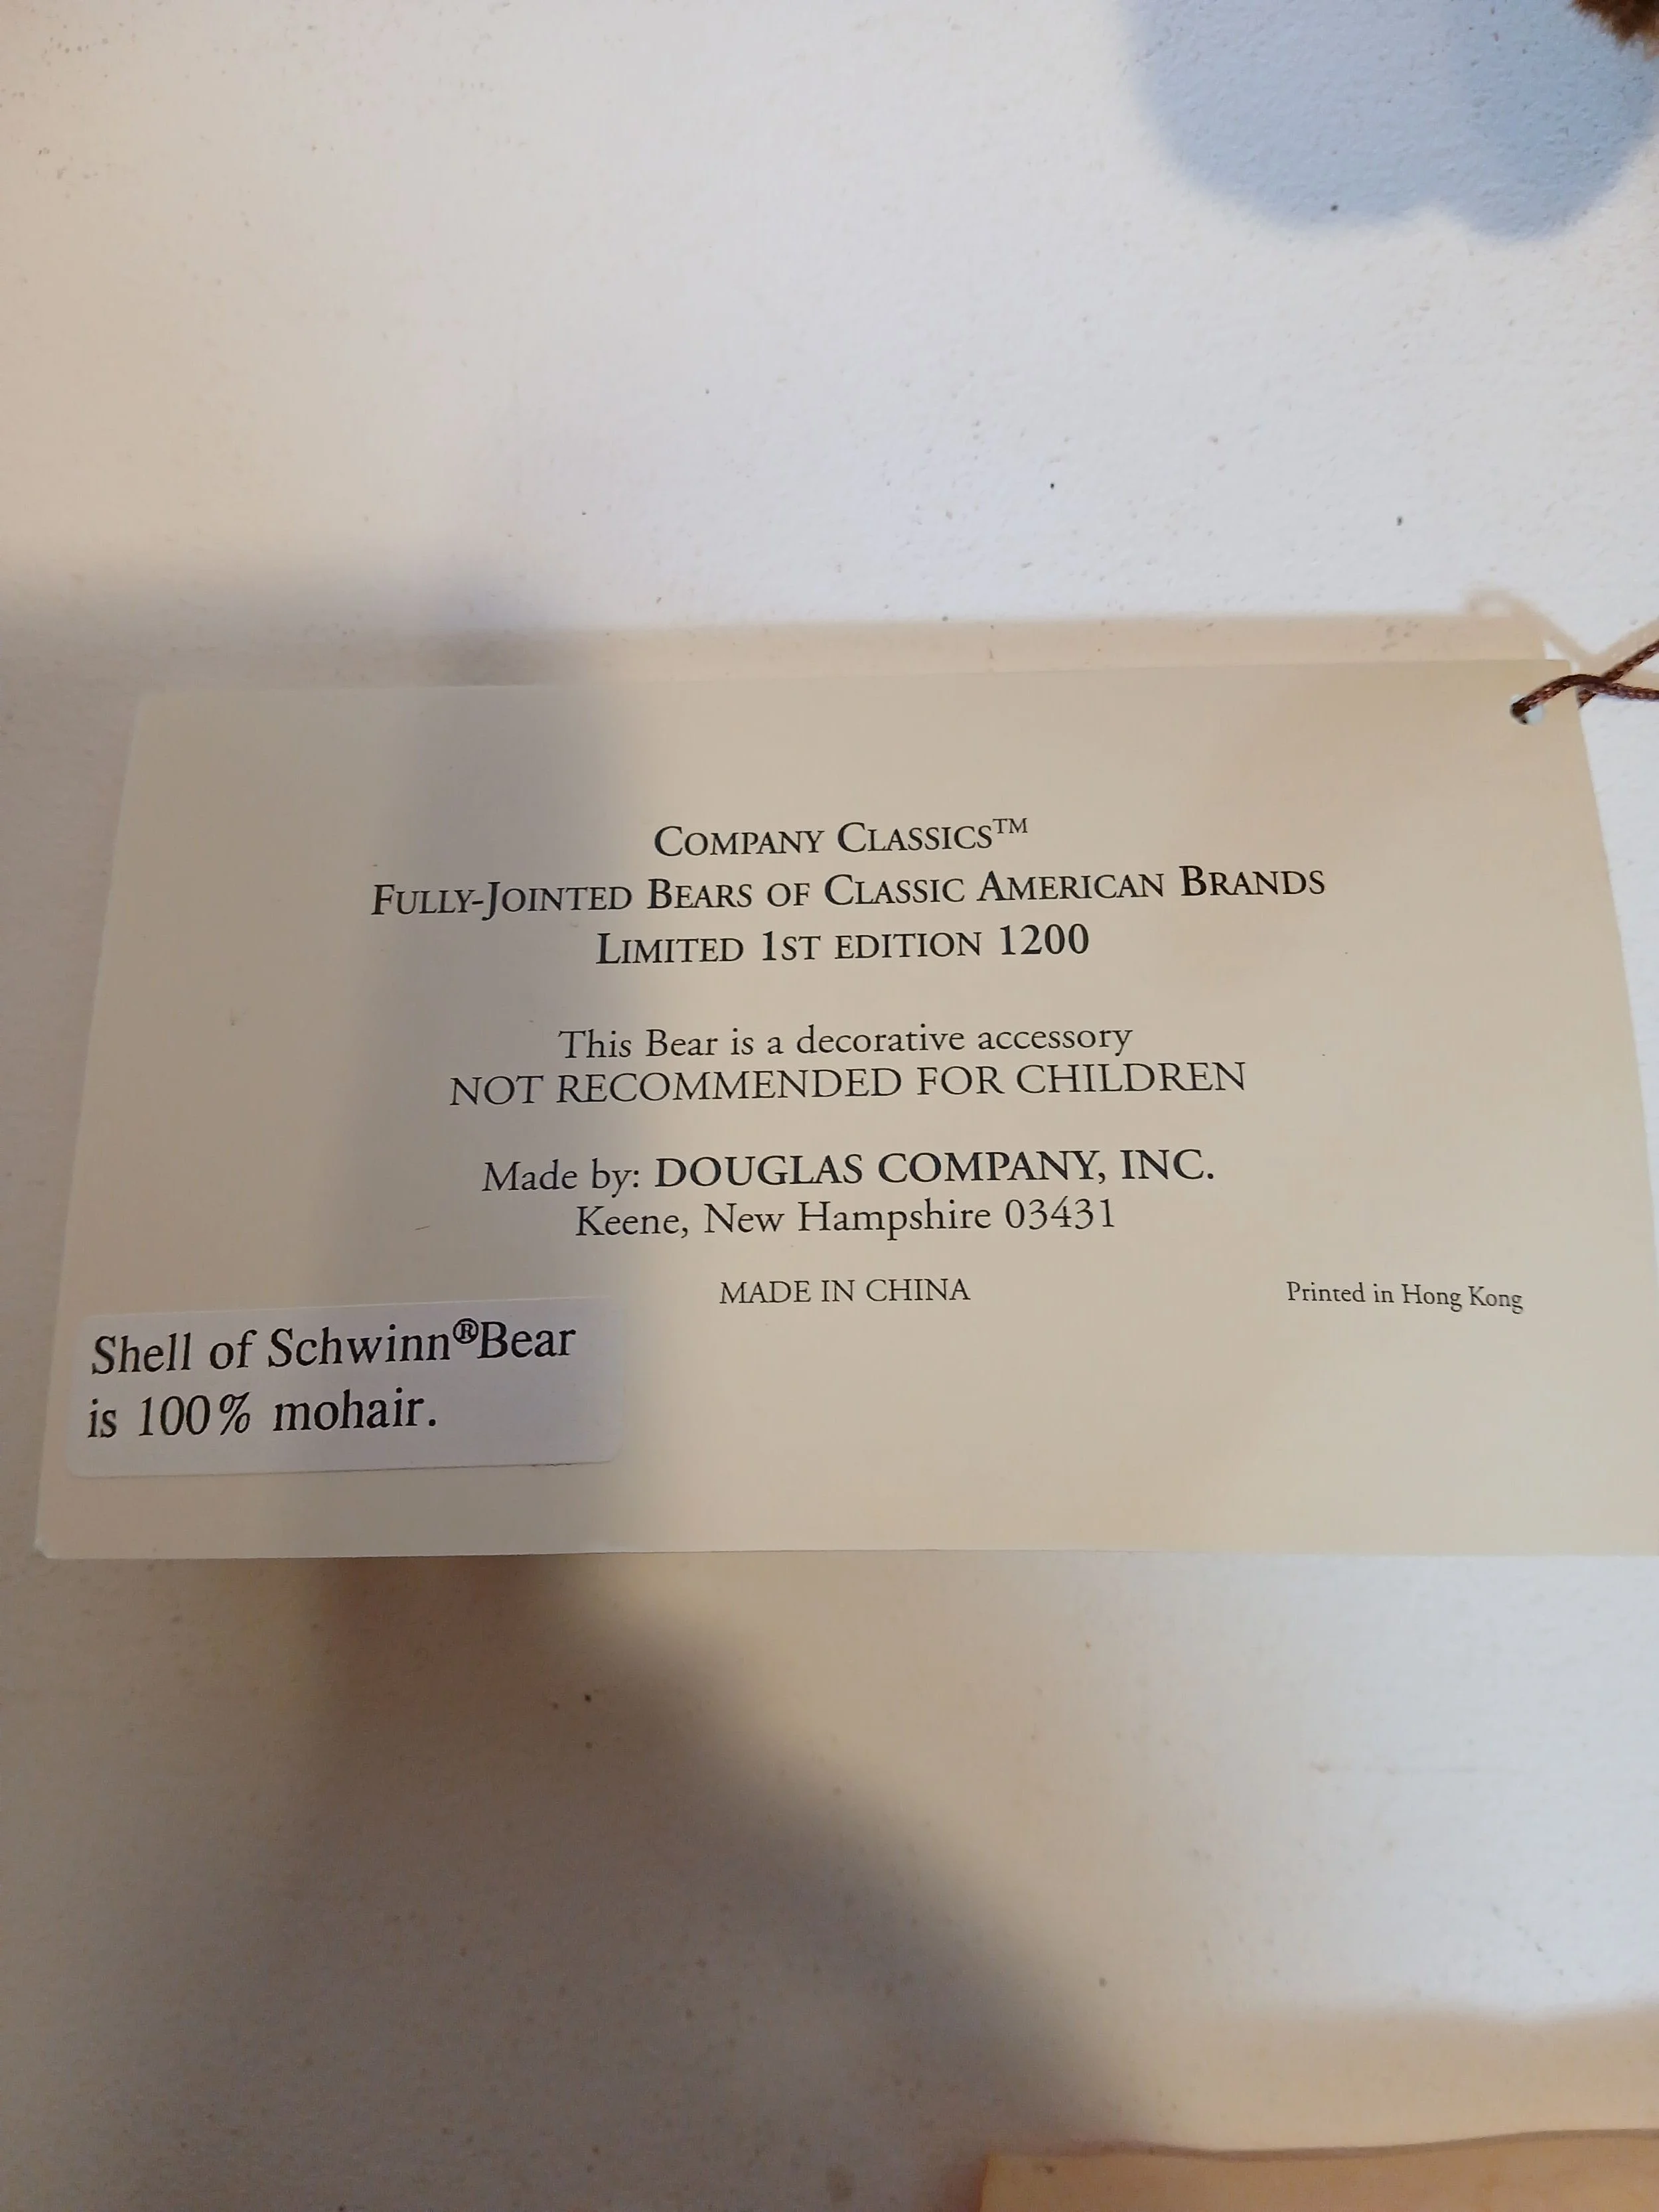 COMPANY CLASSICS™
FULLY-JOINTED BEARS OF CLASSIC AMERICAN BRANDS
LIMITED 1ST EDITION 1200
This Bear is a decorative accessory
NOT RECOMMENDED FOR CHILDREN
Made by: DOUGLAS COMPANY, INC.
Keene, New Hampshire 03431
MADE IN CHINA
Printed in Hong Kong
Shell of Schwinn®Bear
is 100% mohair.